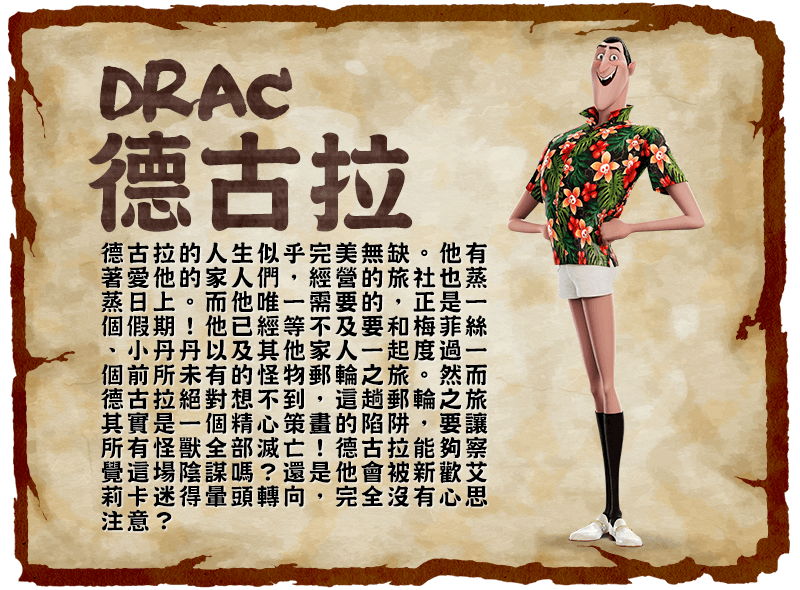 DRAC
德古拉
德古拉的人生似乎完美無缺。他有
著愛他的家人們，經營的旅社也蒸
蒸日上。而他唯一需要的，正是一
個假期！他已經等不及要和梅菲絲
、小丹丹以及其他家人一起度過一
個前所未有的怪物郵輪之旅。然而
德古拉絕對想不到，這趟郵輪之旅
其實是一個精心策畫的陷阱，要讓
所有怪獸全部滅亡！德古拉能夠察
覺這場陰謀嗎？還是他會被新歡艾
莉卡迷得暈頭轉向，完全沒有心思
注意？